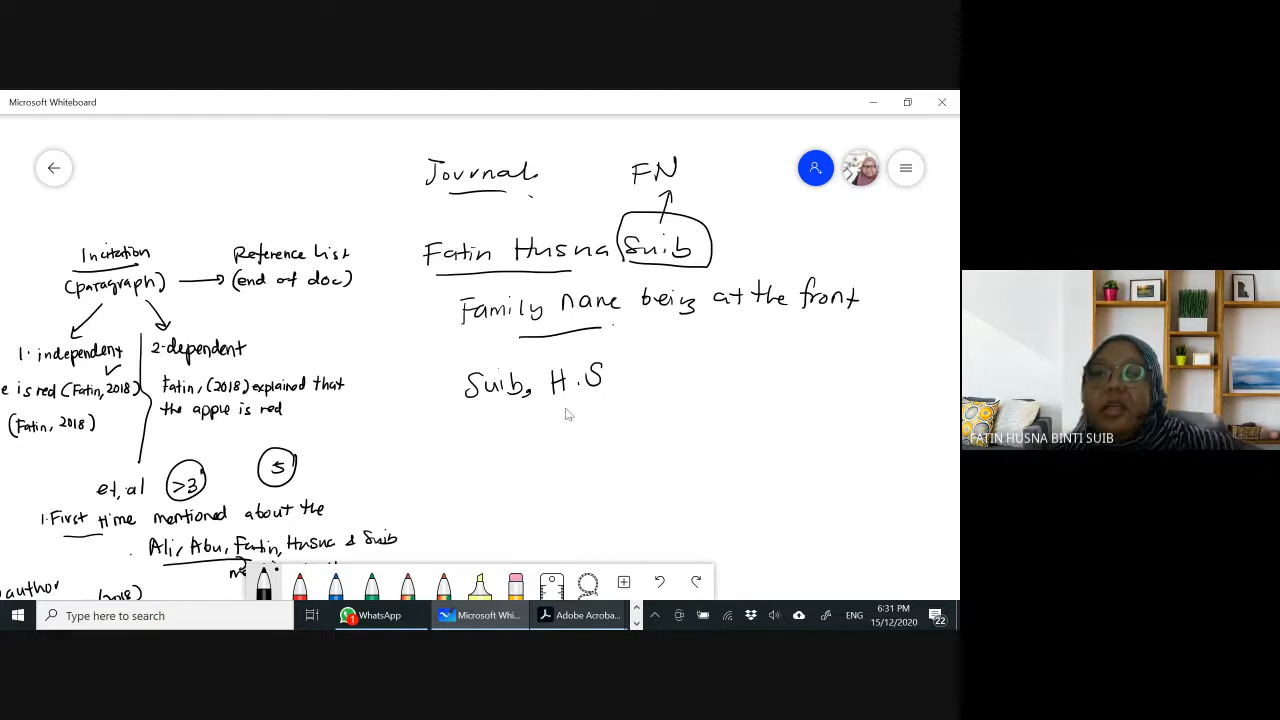 Microsoft Whiteboard
Journal.
FN
Fatin Husna Suib
Family name being at the front
Suib, H.S
Incitation
(paragraph)
Reference List
(end of doc)
1. independent
2-dependent
e is red (Fatin, 2018)
(Fatin, 2018)
Fatin, (2018) explained that
the apple is red
et, al
>3
5
1. First time mentioned about the
Ali, Abu, Fatin, Husna & Suib
author
2018)
FATIN HUSNA BINTI SUIB
Type here to search
WhatsApp
1
Microsoft Whi...
Adobe Acroba...
ENG
6:31 PM
15/12/2020
22